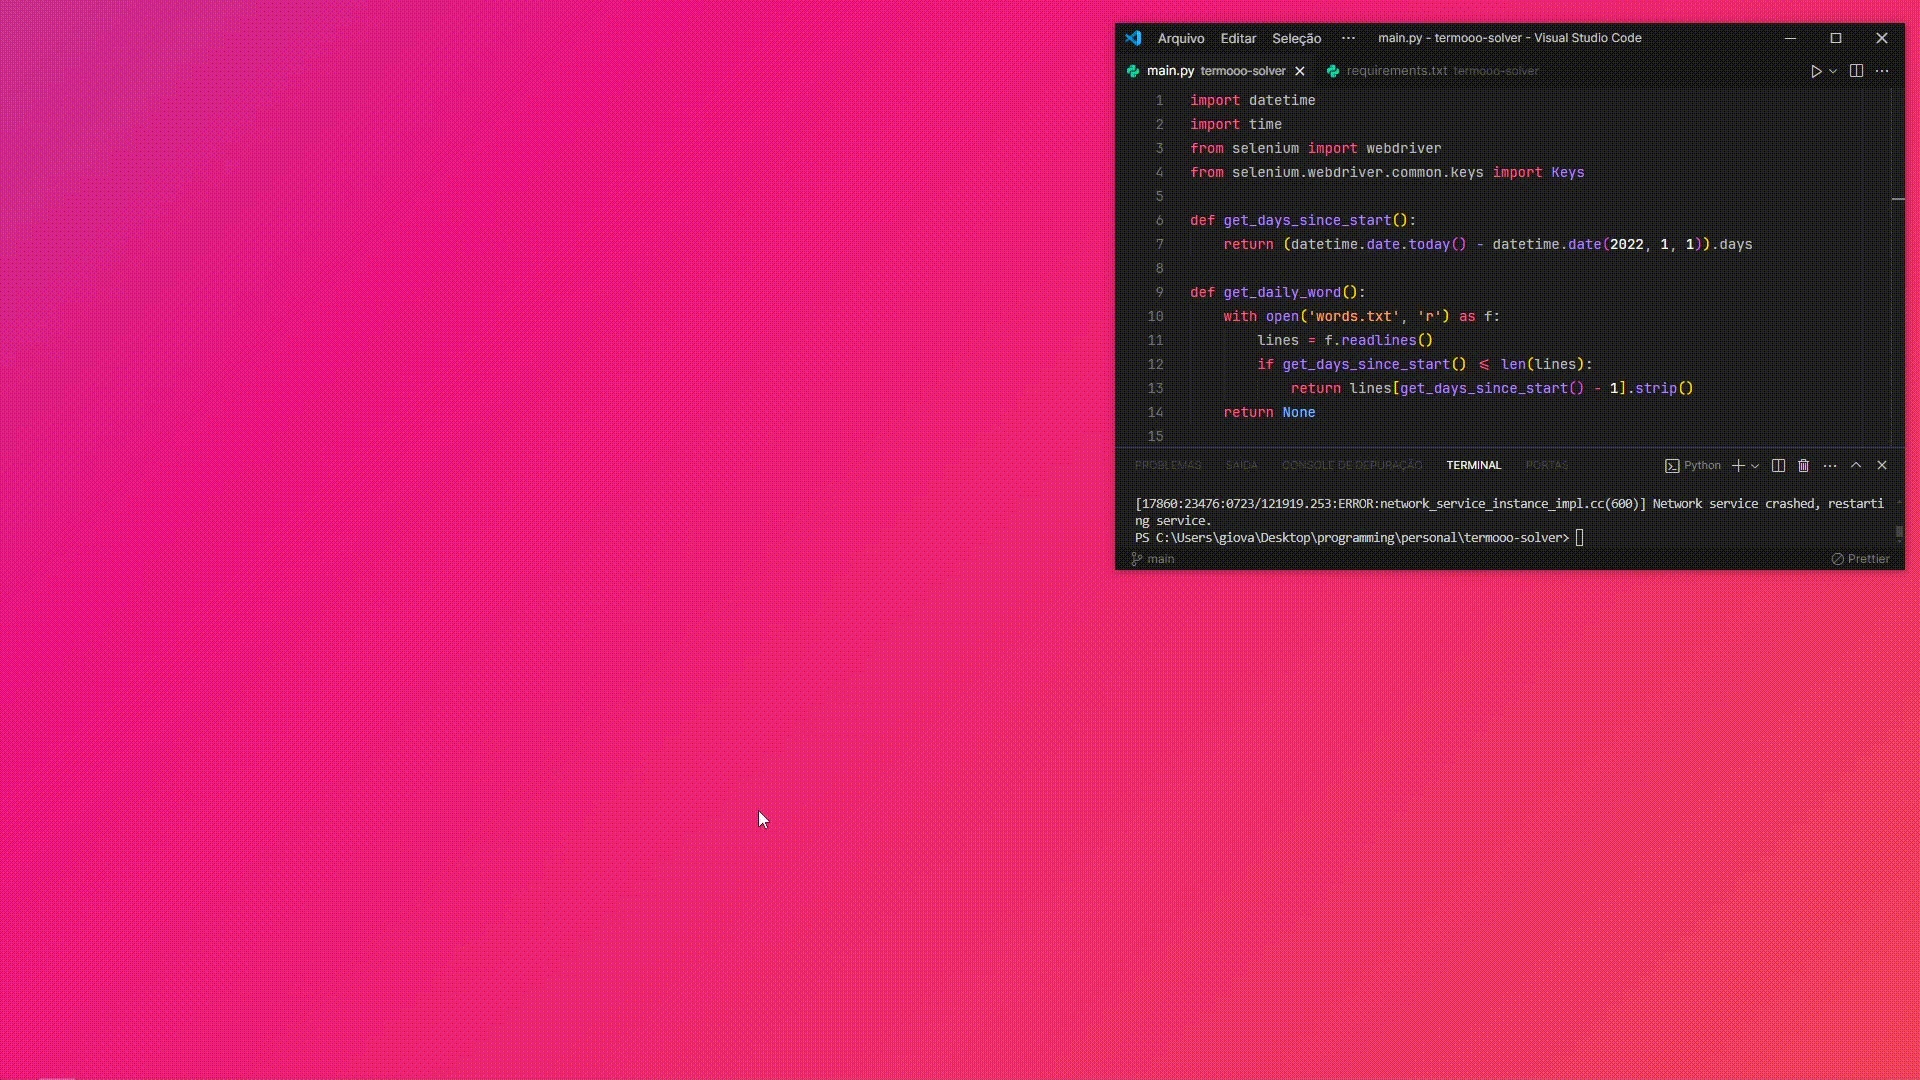 Arquivo Editar Seleção ··· main.py - termooo-solver - Visual Studio Code
main.py termooo-solver requirements.txt termooo-solver
1 import datetime
2 import time
3 from selenium import webdriver
4 from selenium.webdriver.common.keys import Keys
5
6 def get_days_since_start():
7 return (datetime.date.today() - datetime.date(2022, 1, 1)).days
8
9 def get_daily_word():
10 with open('words.txt', 'r') as f:
11 lines = f.readlines()
12 if get_days_since_start() ≤ len(lines):
13 return lines[get_days_since_start() - 1].strip()
14 return None
15
PROBLEMAS SAÍDA CONSOLE DE DEPURAÇÃO TERMINAL PORTAS Python
[17860:23476:0723/121919.253:ERROR:network_service_instance_impl.cc(600)] Network service crashed, restarti
ng service.
PS C:\Users\giova\Desktop\programming\personal\termooo-solver>
main Prettier